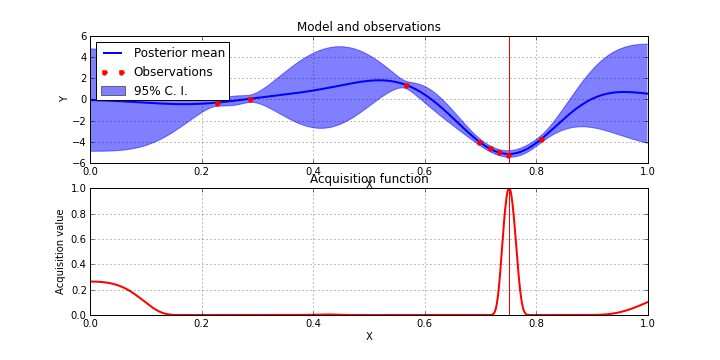 Model and observations
6
4
2
0
−2
−4
−6
Y
Posterior mean
Observations
95% C. I.
0.0 0.2 0.4 0.6 0.8 1.0
X
Acquisition function
1.0
0.8
0.6
0.4
0.2
0.0
Acquisition value
0.0 0.2 0.4 0.6 0.8 1.0
X